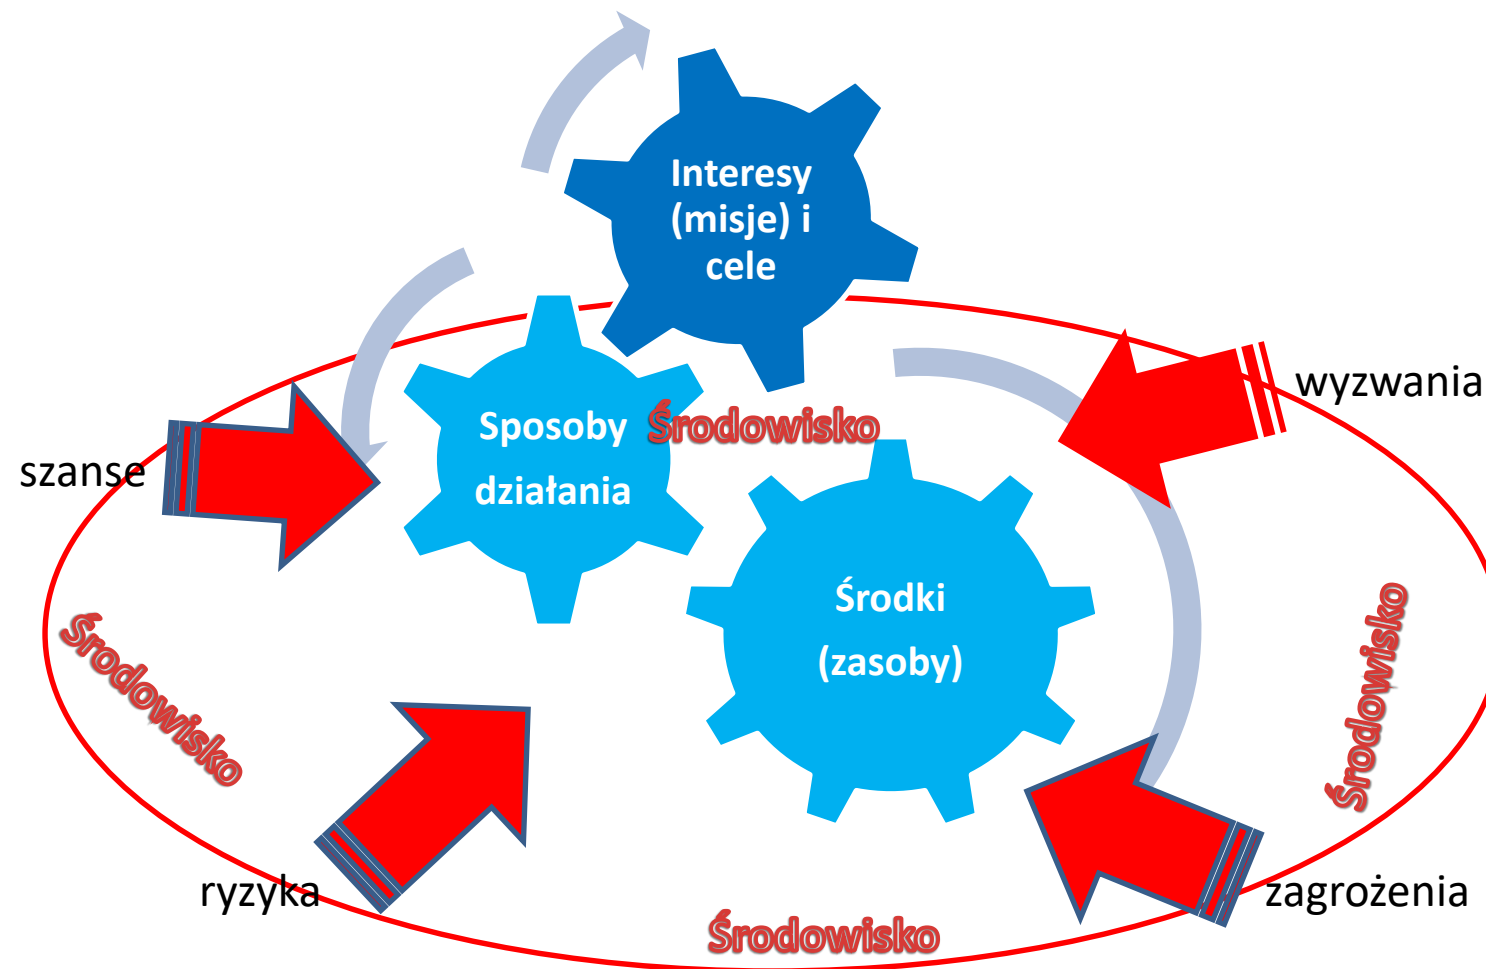 Interesy
(misje) i
cele
wyzwania
Sposoby
działania
Środowisko
szanse
Środki
(zasoby)
Środowisko
Środowisko
ryzyka
zagrożenia
Środowisko